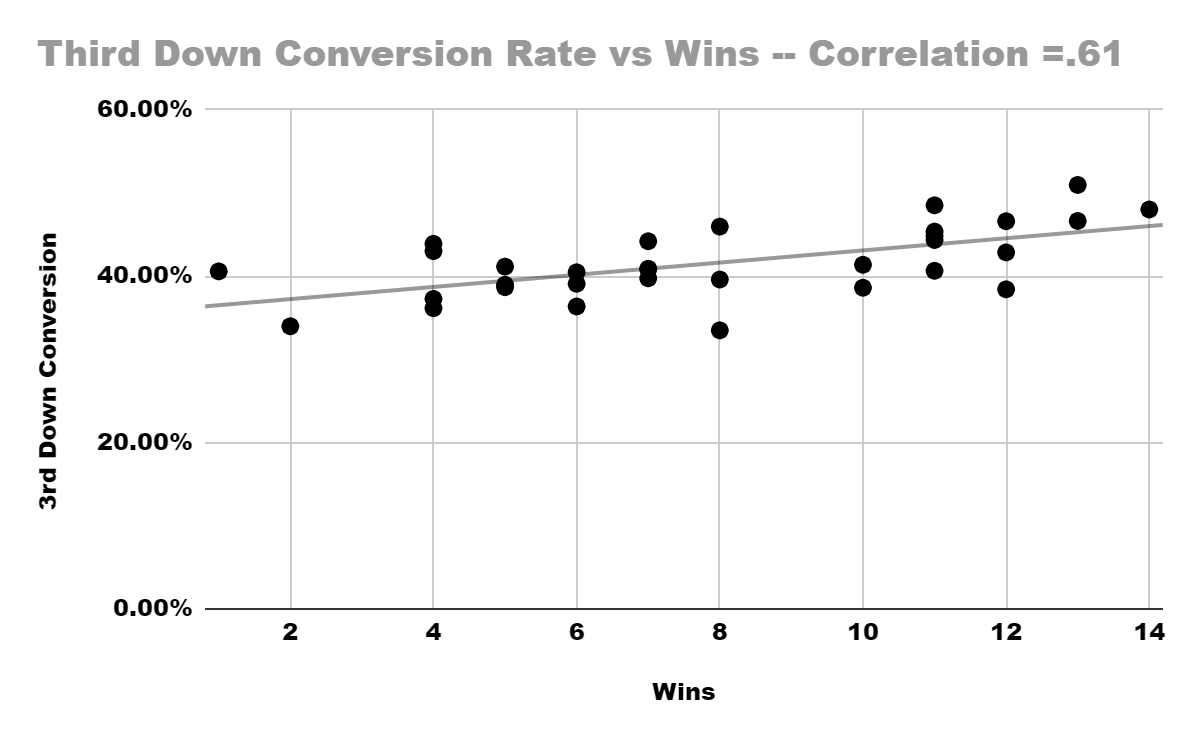 Third Down Conversion Rate vs Wins -- Correlation =.61
60.00%
40.00%
20.00%
0.00%
3rd Down Conversion
2 4 6 8 10 12 14
Wins